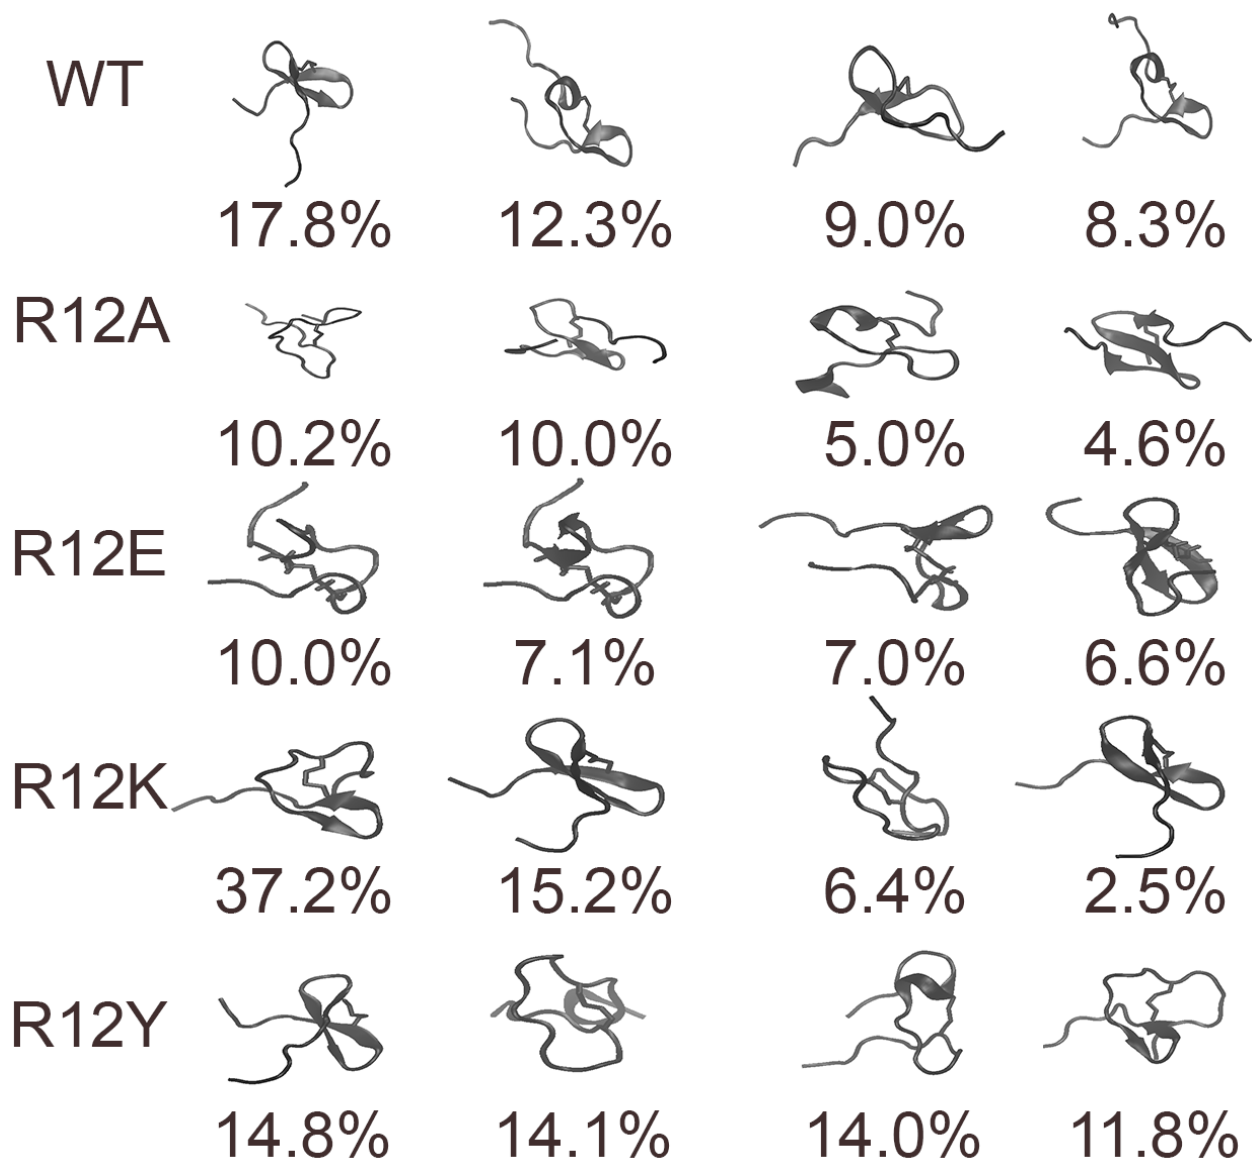 WT
17.8% 12.3% 9.0% 8.3%
R12A
10.2% 10.0% 5.0% 4.6%
R12E
10.0% 7.1% 7.0% 6.6%
R12K
37.2% 15.2% 6.4% 2.5%
R12Y
14.8% 14.1% 14.0% 11.8%